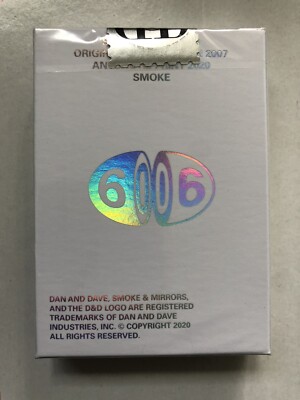 2007
2020
SMOKE
DAN AND DAVE, SMOKE & MIRRORS,
AND THE D&D LOGO ARE REGISTERED
TRADEMARKS OF DAN AND DAVE
INDUSTRIES, INC. © COPYRIGHT 2020
ALL RIGHTS RESERVED.